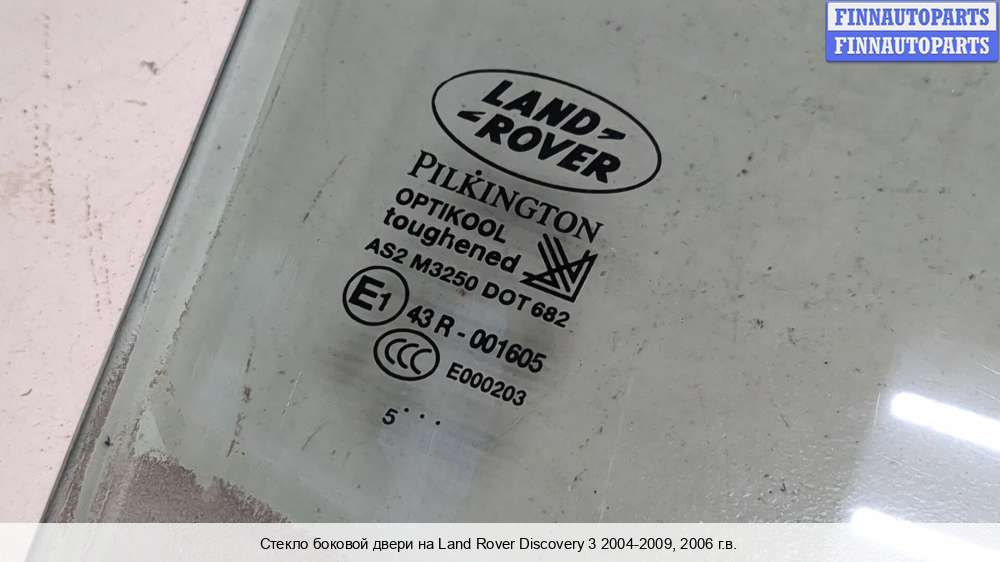 FINNAUTOPARTS
FINNAUTOPARTS
LAND
ROVER
PILKINGTON
OPTIKOOL
toughened
AS2 M3250 DOT 682
E1 43 R - 001605
CCC E000203
5 . . .
Стекло боковой двери на Land Rover Discovery 3 2004-2009, 2006 г.в.